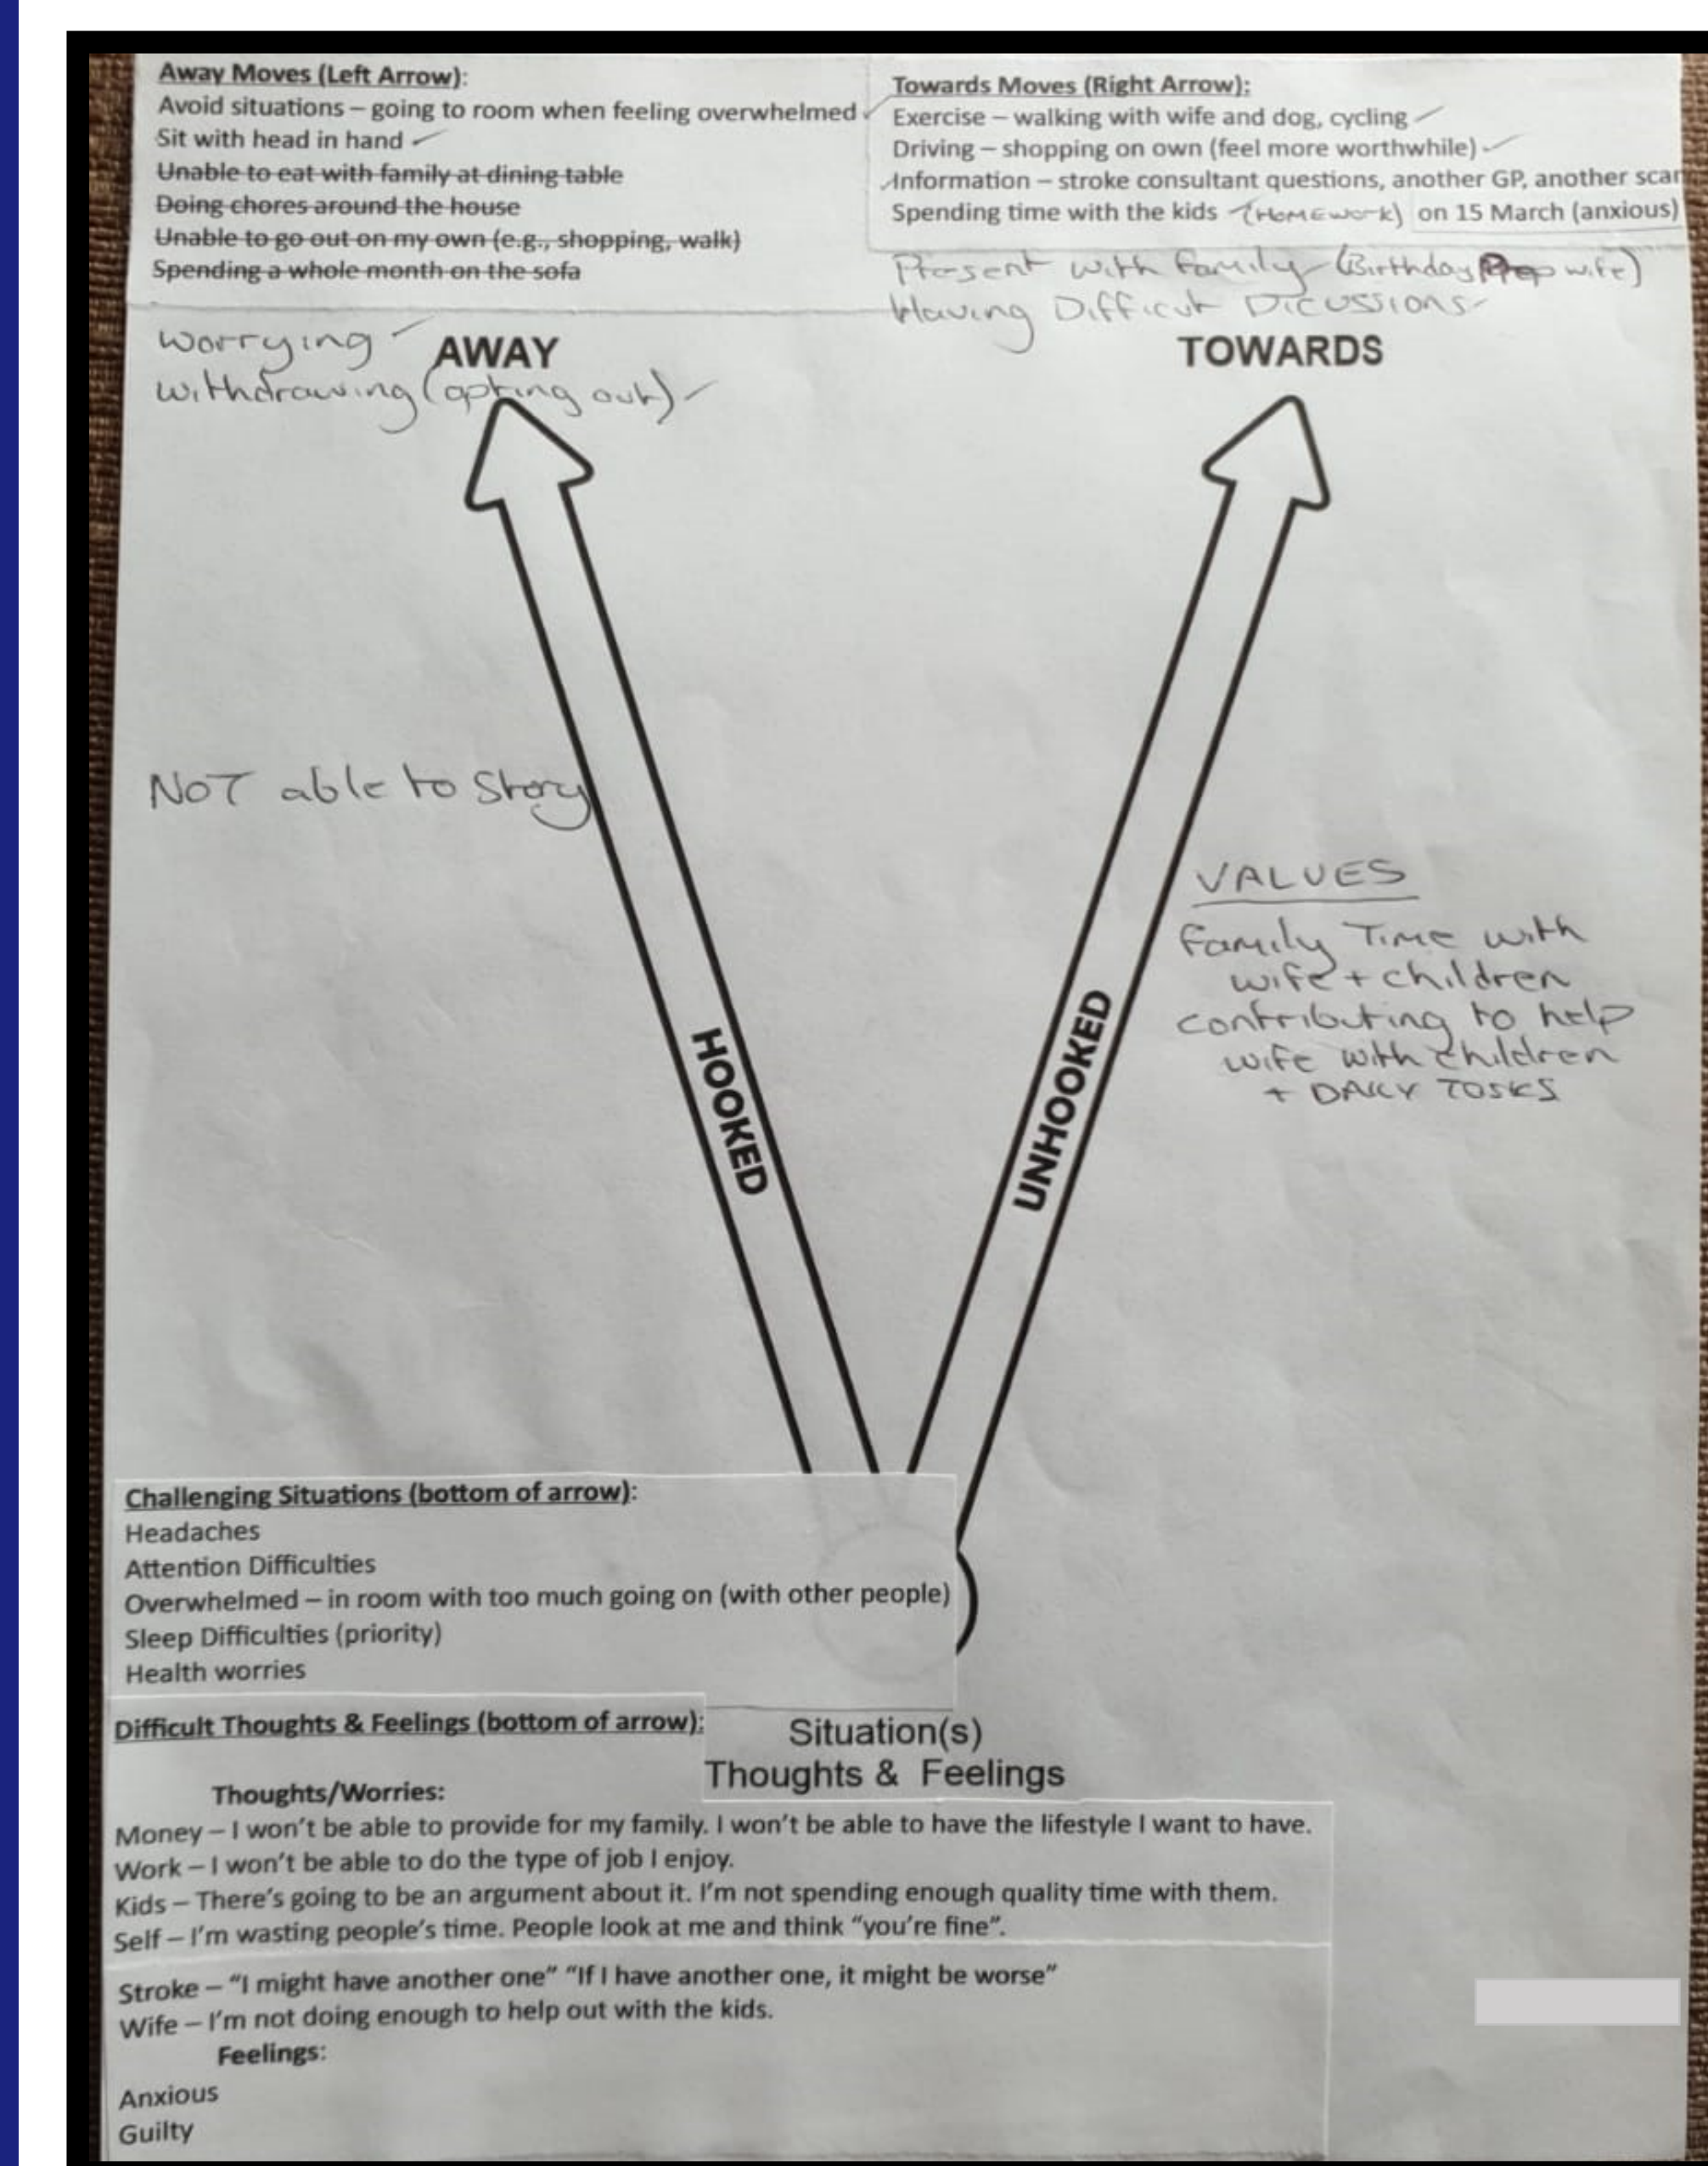 Away Moves (Left Arrow):
Avoid situations – going to room when feeling overwhelmed
Sit with head in hand
Unable to eat with family at dining table
Doing chores around the house
Unable to go out on my own (e.g., shopping, walk)
Spending a whole month on the sofa
worrying
withdrawing (opting out)
AWAY
Towards Moves (Right Arrow):
Exercise – walking with wife and dog, cycling
Driving – shopping on own (feel more worthwhile)
Information – stroke consultant questions, another GP, another scan
Spending time with the kids (HOMEWORK) on 15 March (anxious)
Present with family (Birthday wife)
Having Difficut Dicussions
TOWARDS
NOT able to Story
HOOKED
UNHOOKED
VALUES
Family Time with
wife + children
contributing to help
wife with children
+ DAILY TOSKS
Challenging Situations (bottom of arrow):
Headaches
Attention Difficulties
Overwhelmed – in room with too much going on (with other people)
Sleep Difficulties (priority)
Health worries
Difficult Thoughts & Feelings (bottom of arrow):
Situation(s)
Thoughts & Feelings
Thoughts/Worries:
Money – I won't be able to provide for my family. I won't be able to have the lifestyle I want to have.
Work – I won't be able to do the type of job I enjoy.
Kids – There's going to be an argument about it. I'm not spending enough quality time with them.
Self – I'm wasting people's time. People look at me and think "you're fine".
Stroke – "I might have another one" "If I have another one, it might be worse"
Wife – I'm not doing enough to help out with the kids.
Feelings:
Anxious
Guilty